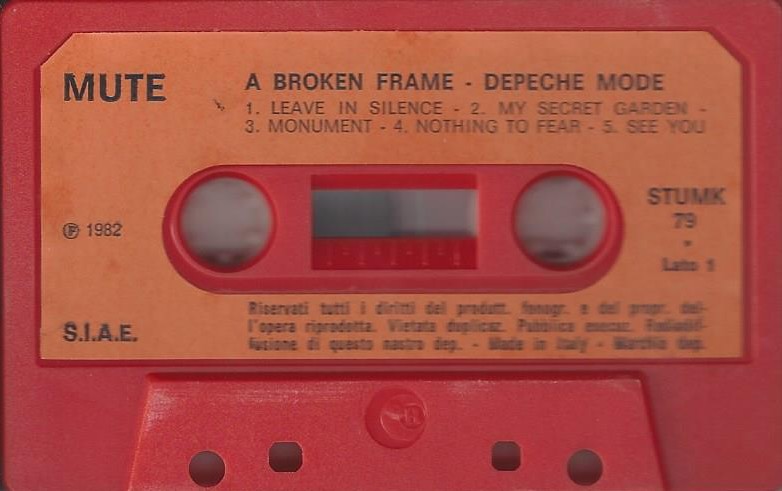 MUTE
A BROKEN FRAME - DEPECHE MODE
1. LEAVE IN SILENCE - 2. MY SECRET GARDEN -
3. MONUMENT - 4. NOTHING TO FEAR - 5. SEE YOU
STUMK
79
•
Lato 1
Ⓟ 1982
S.I.A.E.
Riservati tutti i diritti del produtt. fonogr. e del propr. del-
l'opera riprodotta. Vietata duplicaz. Pubblica esecuz. Radiodif-
fusione di questo nastro dep. - Made in Italy - Marchio dep.